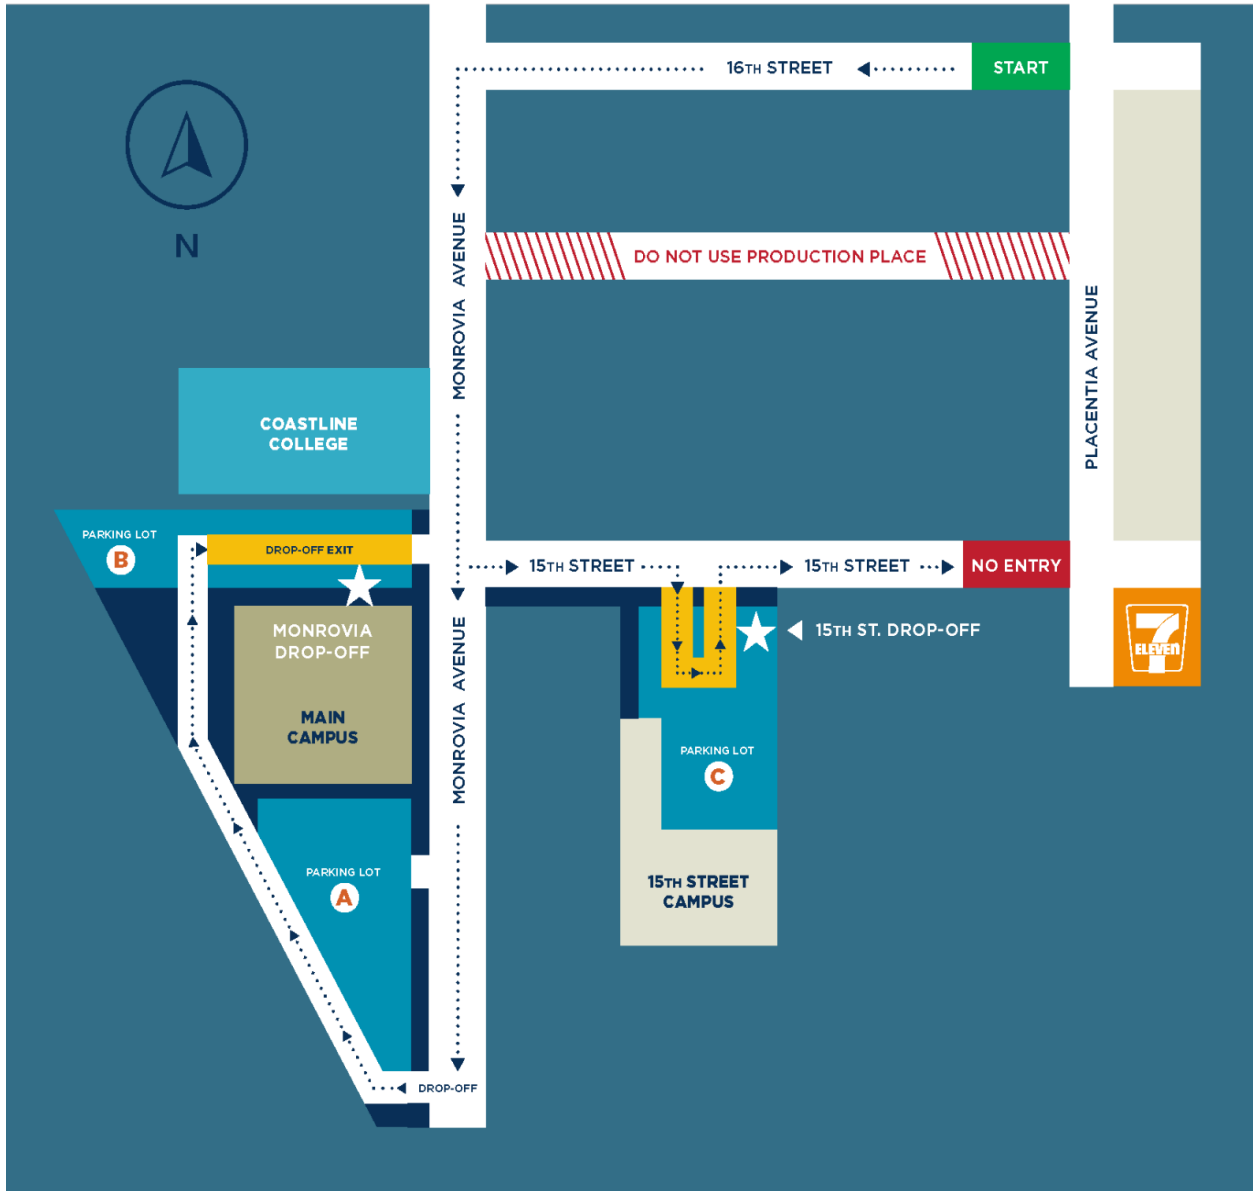 16TH STREET
START
N
MONROVIA AVENUE
DO NOT USE PRODUCTION PLACE
PLACENTIA AVENUE
COASTLINE
COLLEGE
PARKING LOT
B
DROP-OFF EXIT
15TH STREET
15TH STREET
NO ENTRY
MONROVIA
DROP-OFF
15TH ST. DROP-OFF
7
ELEVEN
MAIN
CAMPUS
MONROVIA AVENUE
PARKING LOT
C
PARKING LOT
A
15TH STREET
CAMPUS
DROP-OFF